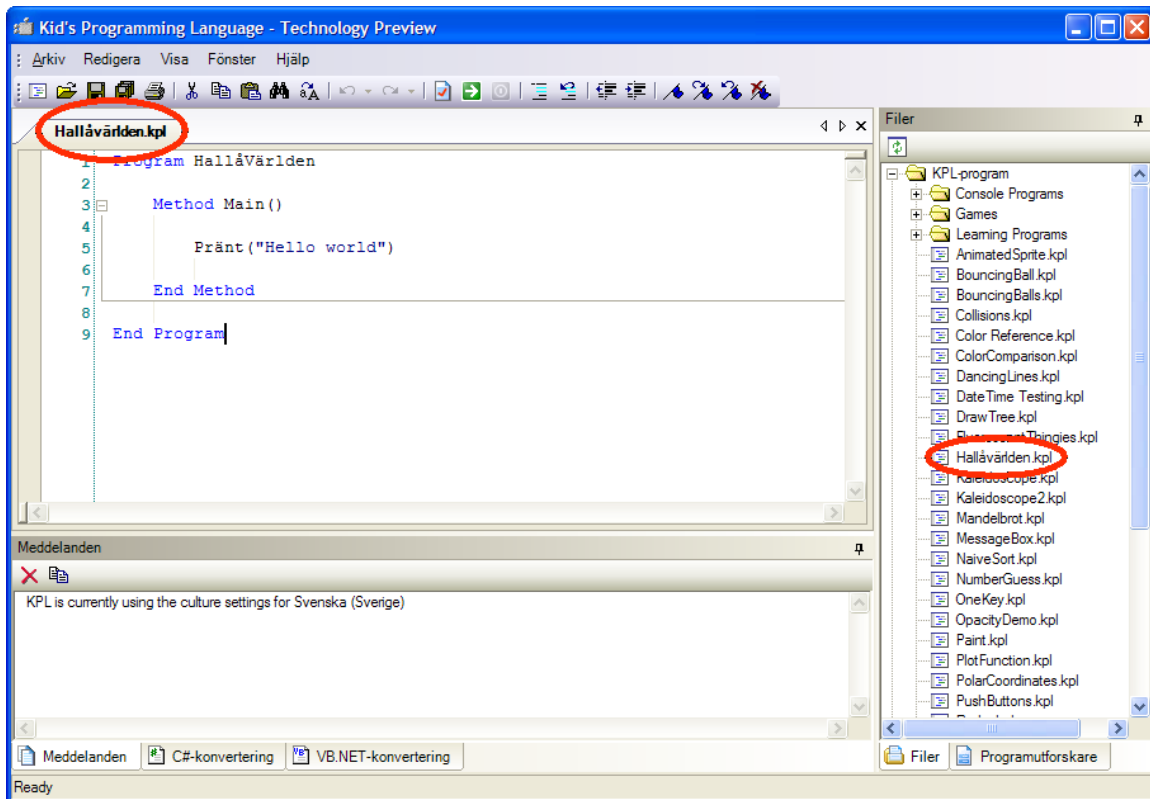 Kid's Programming Language - Technology Preview
Arkiv Redigera Visa Fönster Hjälp
Hallåvärlden.kpl
1 Program HallåVärlden
2
3 Method Main()
4
5 Pränt("Hello world")
6
7 End Method
8
9 End Program
Meddelanden
KPL is currently using the culture settings for Svenska (Sverige)
Meddelanden C#-konvertering VB.NET-konvertering
Filer
KPL-program
Console Programs
Games
Learning Programs
AnimatedSprite.kpl
BouncingBall.kpl
BouncingBalls.kpl
Collisions.kpl
Color Reference.kpl
ColorComparison.kpl
DancingLines.kpl
DateTime Testing.kpl
DrawTree.kpl
FluorescentThingies.kpl
Hallåvärlden.kpl
Kaleidoscope.kpl
Kaleidoscope2.kpl
Mandelbrot.kpl
MessageBox.kpl
NaiveSort.kpl
NumberGuess.kpl
OneKey.kpl
OpacityDemo.kpl
Paint.kpl
PlotFunction.kpl
PolarCoordinates.kpl
PushButtons.kpl
Filer Programutforskare
Ready